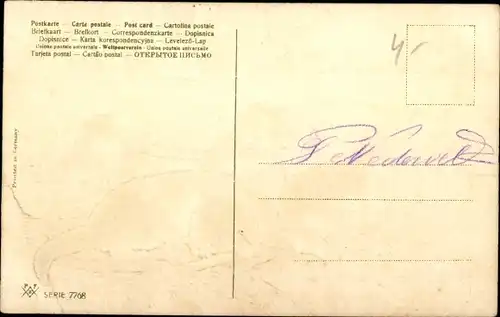 Postkarte — Carte postale — Post card — Cartolina postale
Briefkaart — Brefkort — Correspondenzkarte — Dopisnica
Dopisnice — Karta korespondencyjna — Levelező-Lap
Unione postale universale - Weltpostverein - Union postale universelle
Tarjeta postal — Cartão postal — ОТКРЫТОЕ ПИСЬМО
4.-
Printed in Germany
SERIE 7768